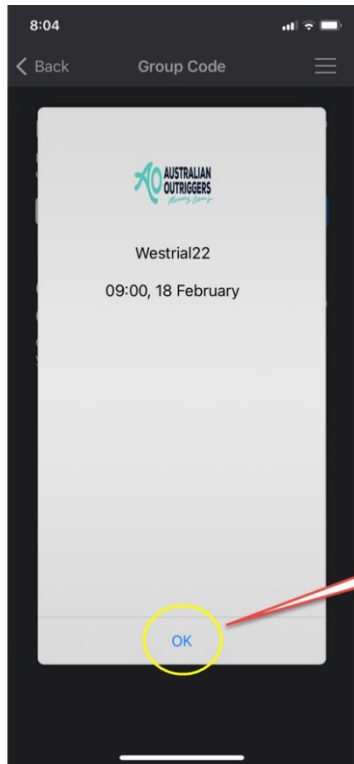 8:04
Back
Group Code
AUSTRALIAN
OUTRIGGERS
Westrial22
09:00, 18 February
OK